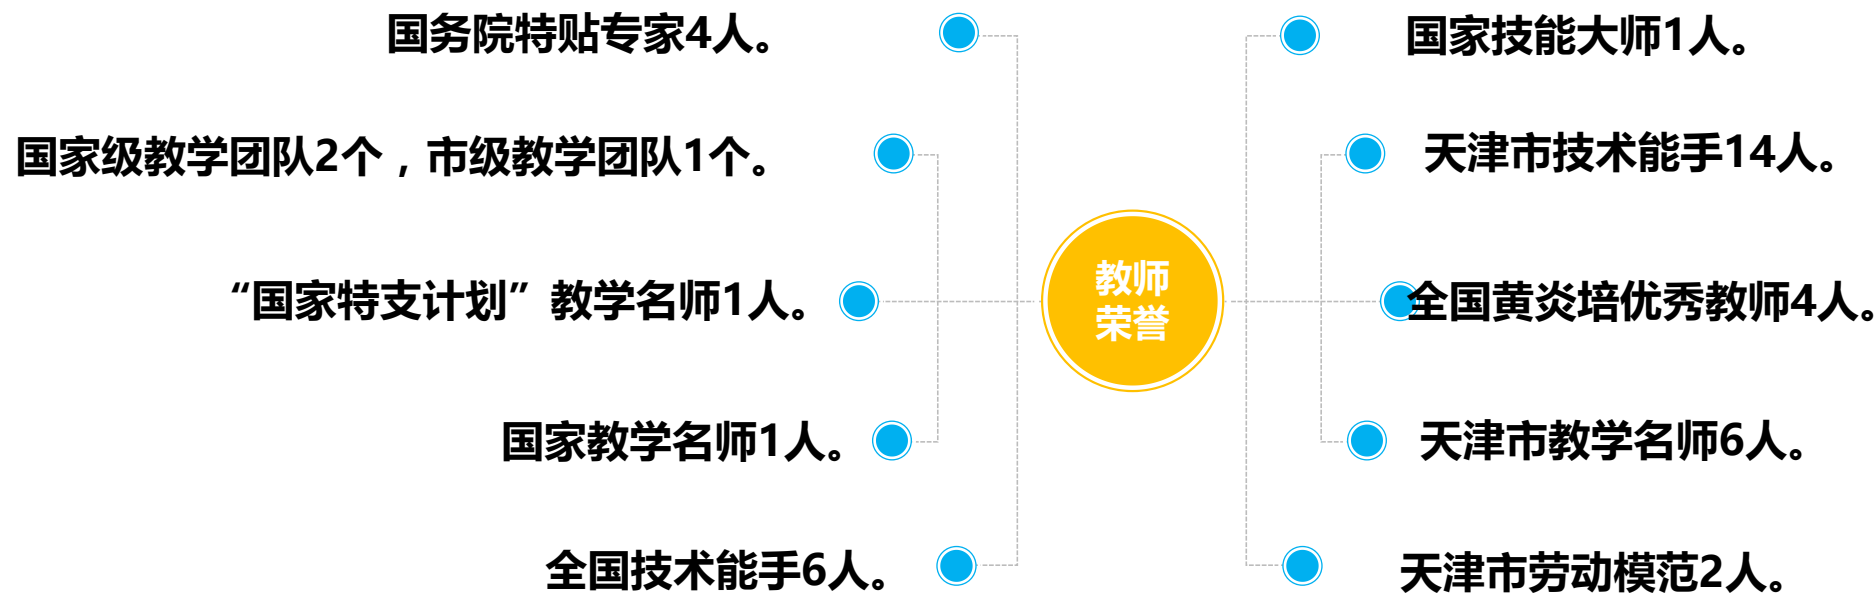 国务院特贴专家4人。
国家级教学团队2个，市级教学团队1个。
“国家特支计划”教学名师1人。
国家教学名师1人。
全国技术能手6人。
教师
荣誉
国家技能大师1人。
天津市技术能手14人。
全国黄炎培优秀教师4人。
天津市教学名师6人。
天津市劳动模范2人。